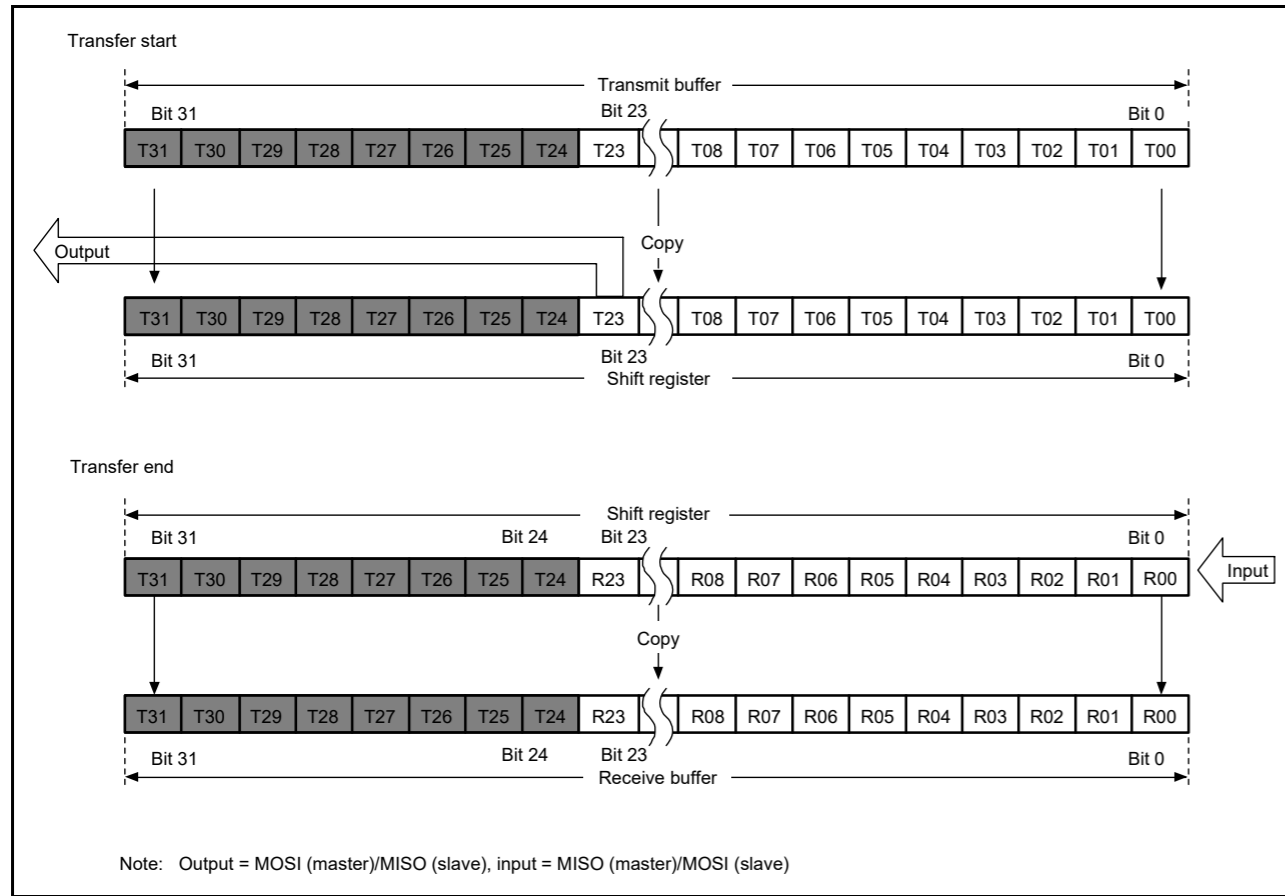 Transfer start
Transmit buffer
Bit 31 Bit 23 Bit 0
T31 T30 T29 T28 T27 T26 T25 T24 T23 T08 T07 T06 T05 T04 T03 T02 T01 T00
Output Copy
T31 T30 T29 T28 T27 T26 T25 T24 T23 T08 T07 T06 T05 T04 T03 T02 T01 T00
Bit 31 Bit 23 Bit 0
Shift register
Transfer end
Shift register
Bit 31 Bit 24 Bit 23 Bit 0
T31 T30 T29 T28 T27 T26 T25 T24 R23 R08 R07 R06 R05 R04 R03 R02 R01 R00 Input
Copy
T31 T30 T29 T28 T27 T26 T25 T24 R23 R08 R07 R06 R05 R04 R03 R02 R01 R00
Bit 31 Bit 24 Bit 23 Bit 0
Receive buffer
Note: Output = MOSI (master)/MISO (slave), input = MISO (master)/MOSI (slave)